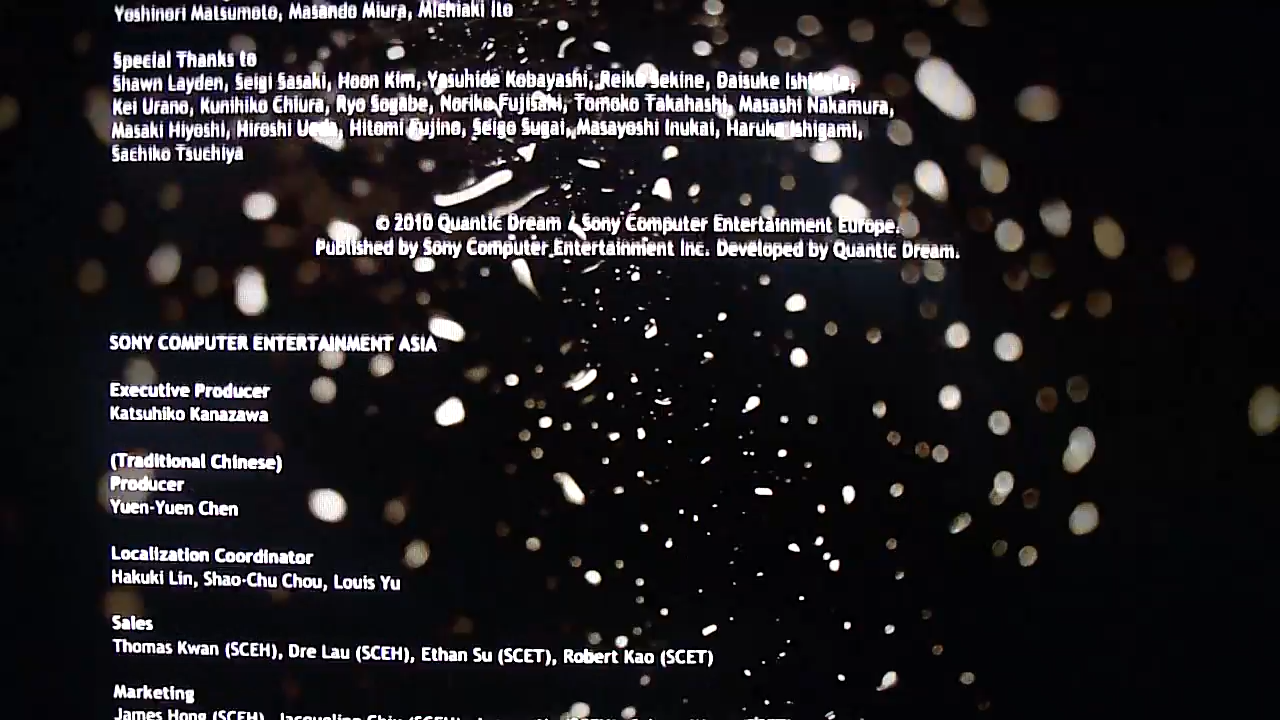 Yoshinori Matsumoto, Masando Miura, Michiaki Ito
Special Thanks to
Shawn Layden, Seigi Sasaki, Hoon Kim, Yasuhide Kobayashi, Reiko Sekine, Daisuke
Kei Urano, Kunihiko Chiura, Ryo Sogabe, Noriko Fujisaki, Tomoko Takahashi, Masashi Nakamura,
Masaki Hiyoshi, Hiroshi Ueda, Hitomi Fujino, Seigo Sugai, Masayoshi Inukai, Haruka Ishigami,
Sachiko Tsuchiya
© 2010 Quantic Dream / Sony Computer Entertainment Europe.
Published by Sony Computer Entertainment Inc. Developed by Quantic Dream.
SONY COMPUTER ENTERTAINMENT ASIA
Executive Producer
Katsuhiko Kanazawa
(Traditional Chinese)
Producer
Yuen-Yuen Chen
Localization Coordinator
Hakuki Lin, Shao-Chu Chou, Louis Yu
Sales
Thomas Kwan (SCEH), Dre Lau (SCEH), Ethan Su (SCET), Robert Kao (SCET)
Marketing
James Hong (SCEH),